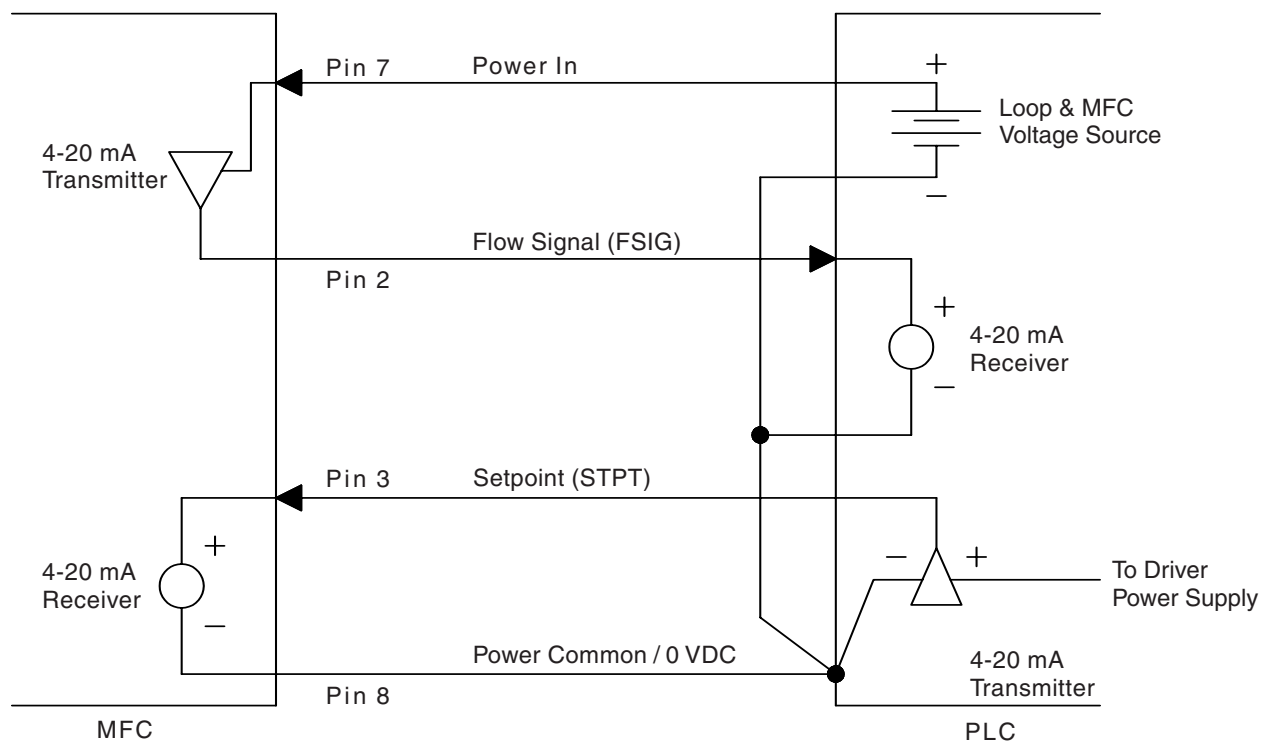 Pin 7
Power In
+
Loop & MFC
Voltage Source
−
4-20 mA
Transmitter
Flow Signal (FSIG)
Pin 2
+
4-20 mA
Receiver
−
Pin 3
Setpoint (STPT)
+
4-20 mA
Receiver
−
− +
To Driver
Power Supply
Power Common / 0 VDC
Pin 8
4-20 mA
Transmitter
MFC
PLC